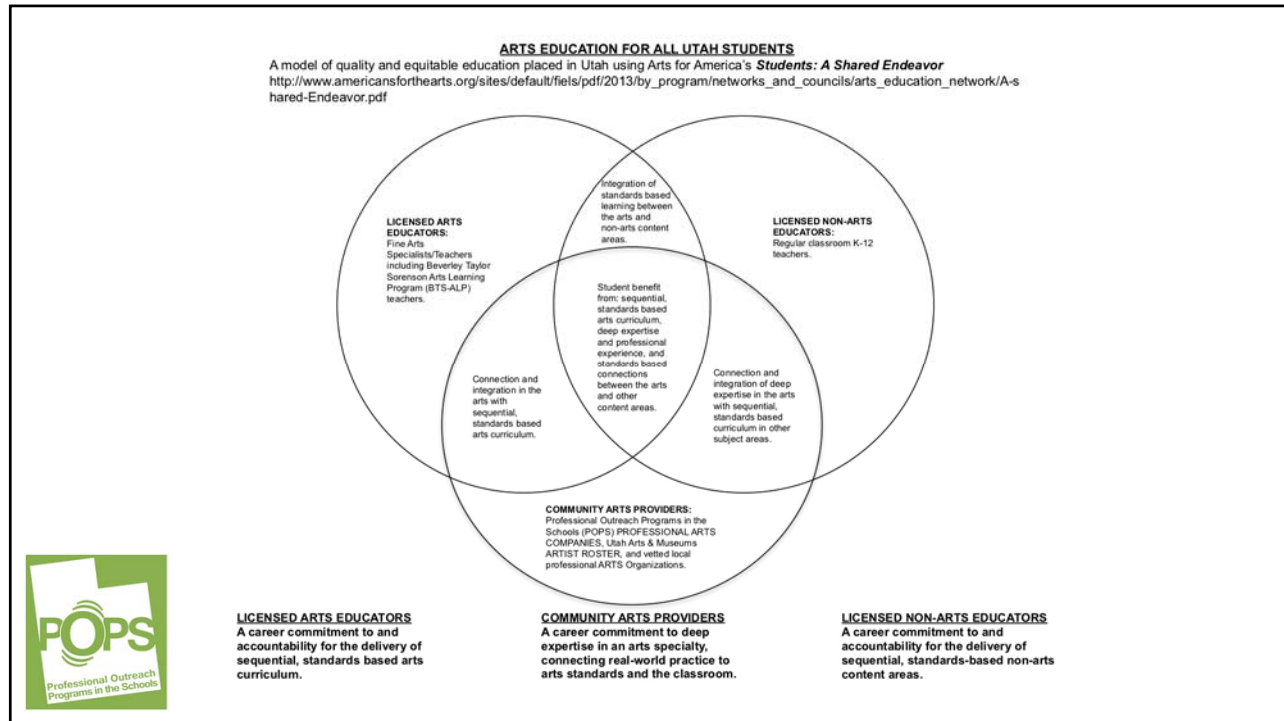 ARTS EDUCATION FOR ALL UTAH STUDENTS
A model of quality and equitable education placed in Utah using Arts for America's Students: A Shared Endeavor
http://www.americansforthearts.org/sites/default/fiels/pdf/2013/by_program/networks_and_councils/arts_education_network/A-s
hared-Endeavor.pdf
Integration of
standards based
learning between
the arts and
non-arts content
areas.
LICENSED ARTS
EDUCATORS:
Fine Arts
Specialists/Teachers
including Beverley Taylor
Sorenson Arts Learning
Program (BTS-ALP)
teachers.
LICENSED NON-ARTS
EDUCATORS:
Regular classroom K-12
teachers.
Student benefit
from: sequential,
standards based
arts curriculum,
deep expertise
and professional
experience, and
standards based
connections
between the arts
and other
content areas.
Connection and
integration in the
arts with
sequential,
standards based
arts curriculum.
Connection and
integration of deep
expertise in the arts
with sequential,
standards based
curriculum in other
subject areas.
COMMUNITY ARTS PROVIDERS:
Professional Outreach Programs in the
Schools (POPS) PROFESSIONAL ARTS
COMPANIES, Utah Arts & Museums
ARTIST ROSTER, and vetted local
professional ARTS Organizations.
POPS
Professional Outreach
Programs in the Schools
LICENSED ARTS EDUCATORS
A career commitment to and
accountability for the delivery of
sequential, standards based arts
curriculum.
COMMUNITY ARTS PROVIDERS
A career commitment to deep
expertise in an arts specialty,
connecting real-world practice to
arts standards and the classroom.
LICENSED NON-ARTS EDUCATORS
A career commitment to and
accountability for the delivery of
sequential, standards-based non-arts
content areas.